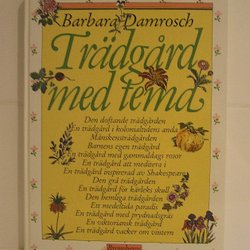 Barbara Damrosch
Trädgård
med tema
Den doftande trädgården
En trädgård i kolonialtidens anda
Månskensträdgården
Barnens egen trädgård
En trädgård med gammaldags rosor
En trädgård att meditera i
En trädgård inspirerad av Shakespeare
Den grå trädgården
En trädgård för kärleks skull
Den hemliga trädgården
Ett medeltida paradis
En trädgård med prydnadsgräs
En viktoriansk trädgård
En trädgård vacker om vintern